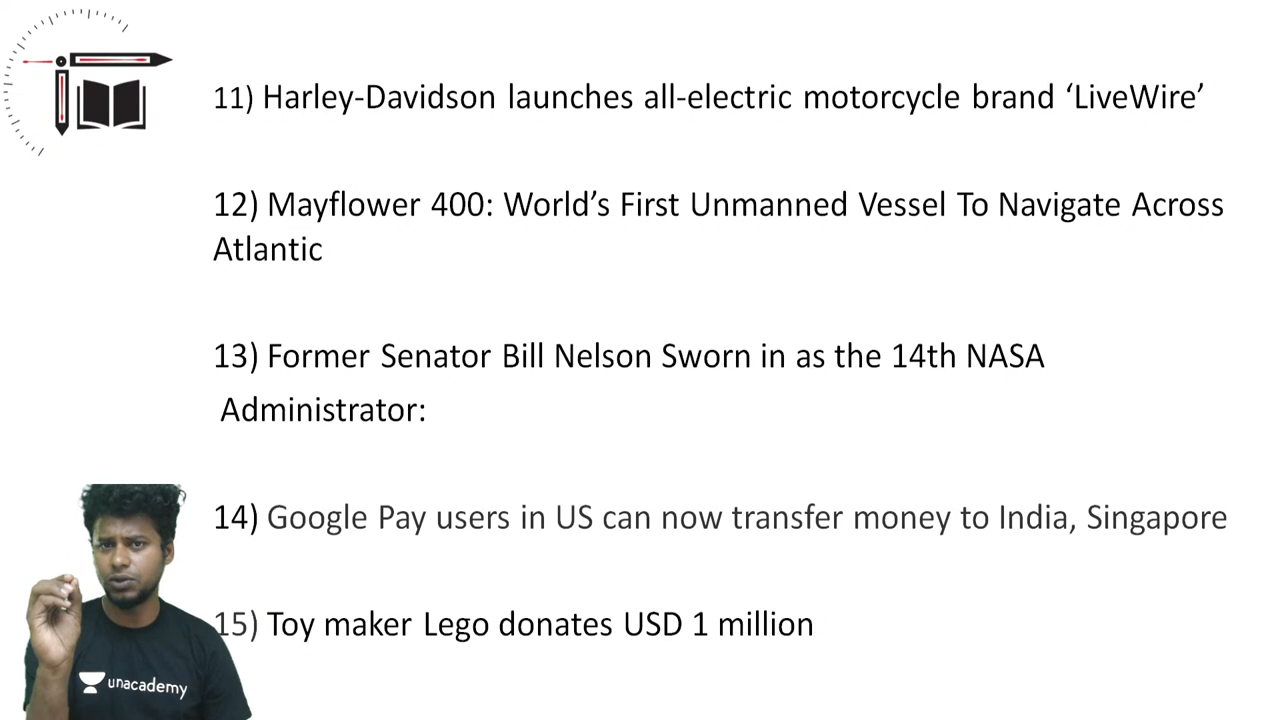 11) Harley-Davidson launches all-electric motorcycle brand ‘LiveWire’
12) Mayflower 400: World’s First Unmanned Vessel To Navigate Across
Atlantic
13) Former Senator Bill Nelson Sworn in as the 14th NASA
Administrator:
14) Google Pay users in US can now transfer money to India, Singapore
15) Toy maker Lego donates USD 1 million
unacademy